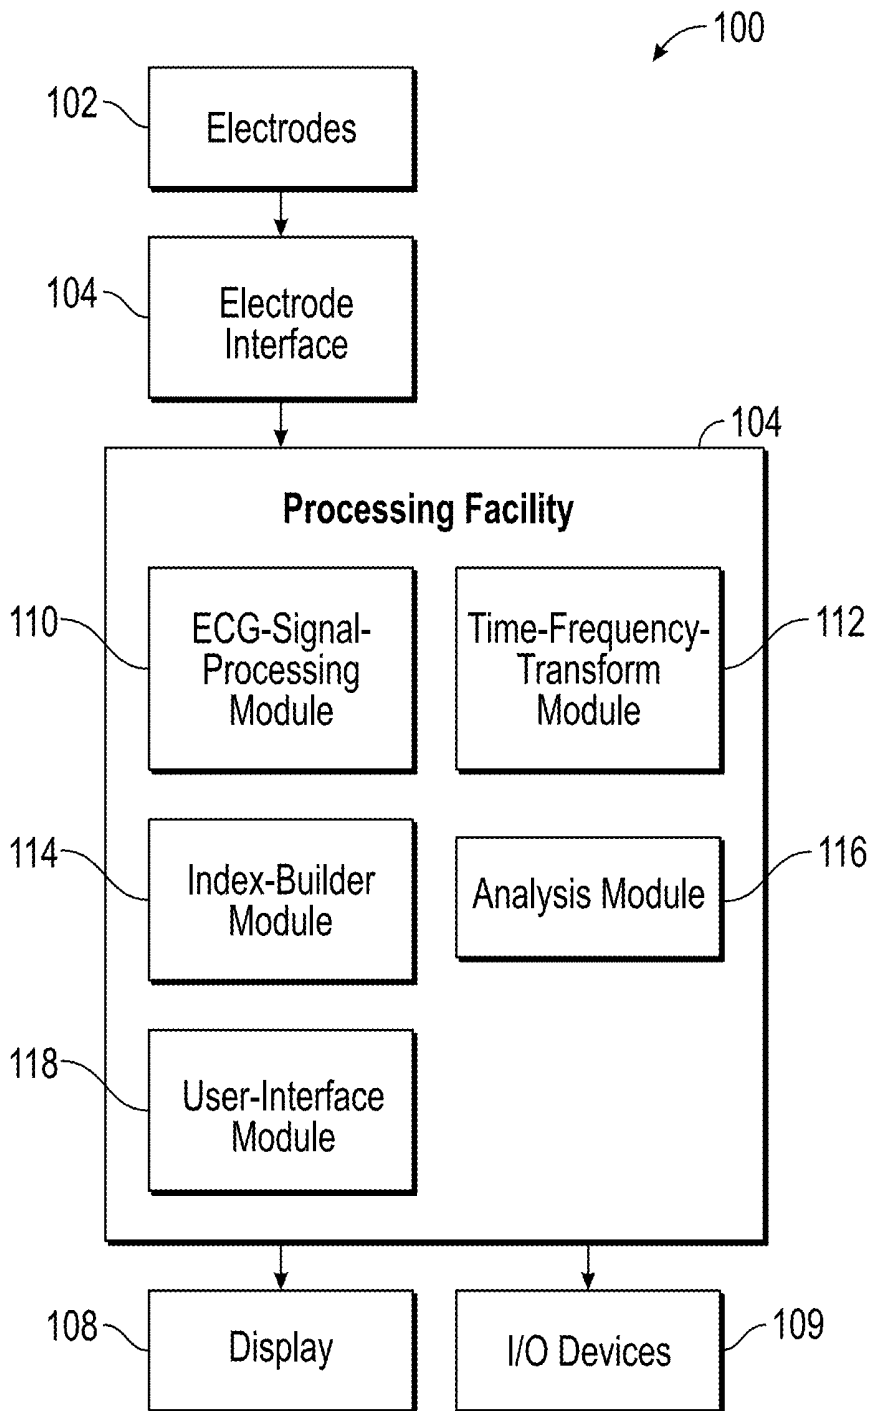 100
102
Electrodes
104
Electrode
Interface
104
Processing Facility
110
ECG-Signal-
Processing
Module
Time-Frequency-
Transform
Module
112
114
Index-Builder
Module
Analysis Module
116
118
User-Interface
Module
108
Display
I/O Devices
109